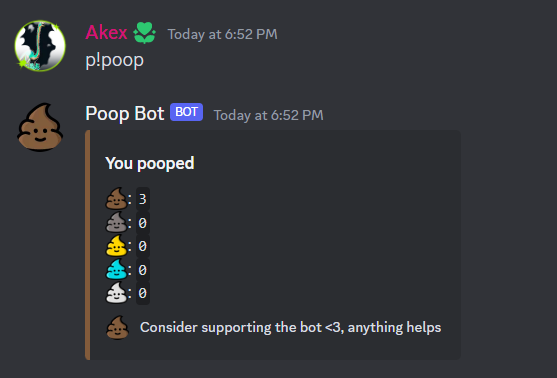 Akex Today at 6:52 PM
p!poop
Poop Bot BOT Today at 6:52 PM
You pooped
: 3
: 0
: 0
: 0
: 0
Consider supporting the bot <3, anything helps